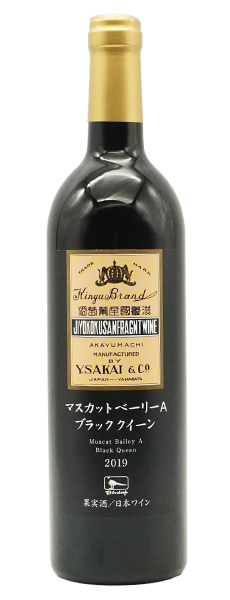 TRADE MARK
Kingu Brand
JIYOKOKUSANFRAGNTWINE
AKAYUMACHI
MANUFACTURED
BY
Y.SAKAI & Co.
JAPAN YAMAGATA
マスカットベーリーA
ブラッククイーン
Muscat Bailey A
Black Queen
2019
果実酒/日本ワイン